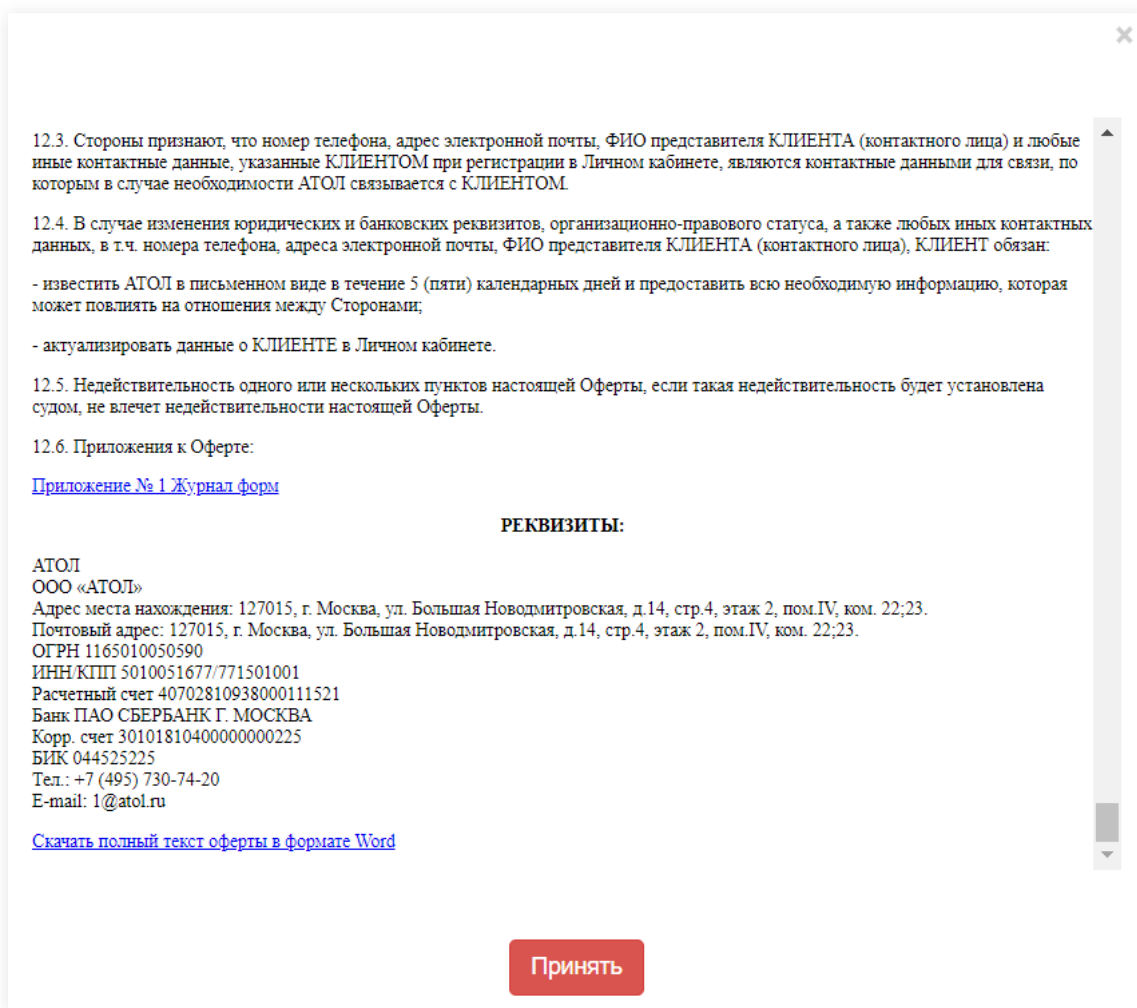 ×
12.3. Стороны признают, что номер телефона, адрес электронной почты, ФИО представителя КЛИЕНТА (контактного лица) и любые
иные контактные данные, указанные КЛИЕНТОМ при регистрации в Личном кабинете, являются контактные данными для связи, по
которым в случае необходимости АТОЛ связывается с КЛИЕНТОМ.
12.4. В случае изменения юридических и банковских реквизитов, организационно-правового статуса, а также любых иных контактных
данных, в т.ч. номера телефона, адреса электронной почты, ФИО представителя КЛИЕНТА (контактного лица), КЛИЕНТ обязан:
- известить АТОЛ в письменном виде в течение 5 (пяти) календарных дней и предоставить всю необходимую информацию, которая
может повлиять на отношения между Сторонами;
- актуализировать данные о КЛИЕНТЕ в Личном кабинете.
12.5. Недействительность одного или нескольких пунктов настоящей Оферты, если такая недействительность будет установлена
судом, не влечет недействительности настоящей Оферты.
12.6. Приложения к Оферте:
Приложение № 1 Журнал форм
РЕКВИЗИТЫ:
АТОЛ
ООО «АТОЛ»
Адрес места нахождения: 127015, г. Москва, ул. Большая Новодмитровская, д.14, стр.4, этаж 2, пом.IV, ком. 22;23.
Почтовый адрес: 127015, г. Москва, ул. Большая Новодмитровская, д.14, стр.4, этаж 2, пом.IV, ком. 22;23.
ОГРН 1165010050590
ИНН/КПП 5010051677/771501001
Расчетный счет 40702810938000111521
Банк ПАО СБЕРБАНК Г. МОСКВА
Корр. счет 30101810400000000225
БИК 044525225
Тел.: +7 (495) 730-74-20
E-mail: 1@atol.ru
Скачать полный текст оферты в формате Word
Принять